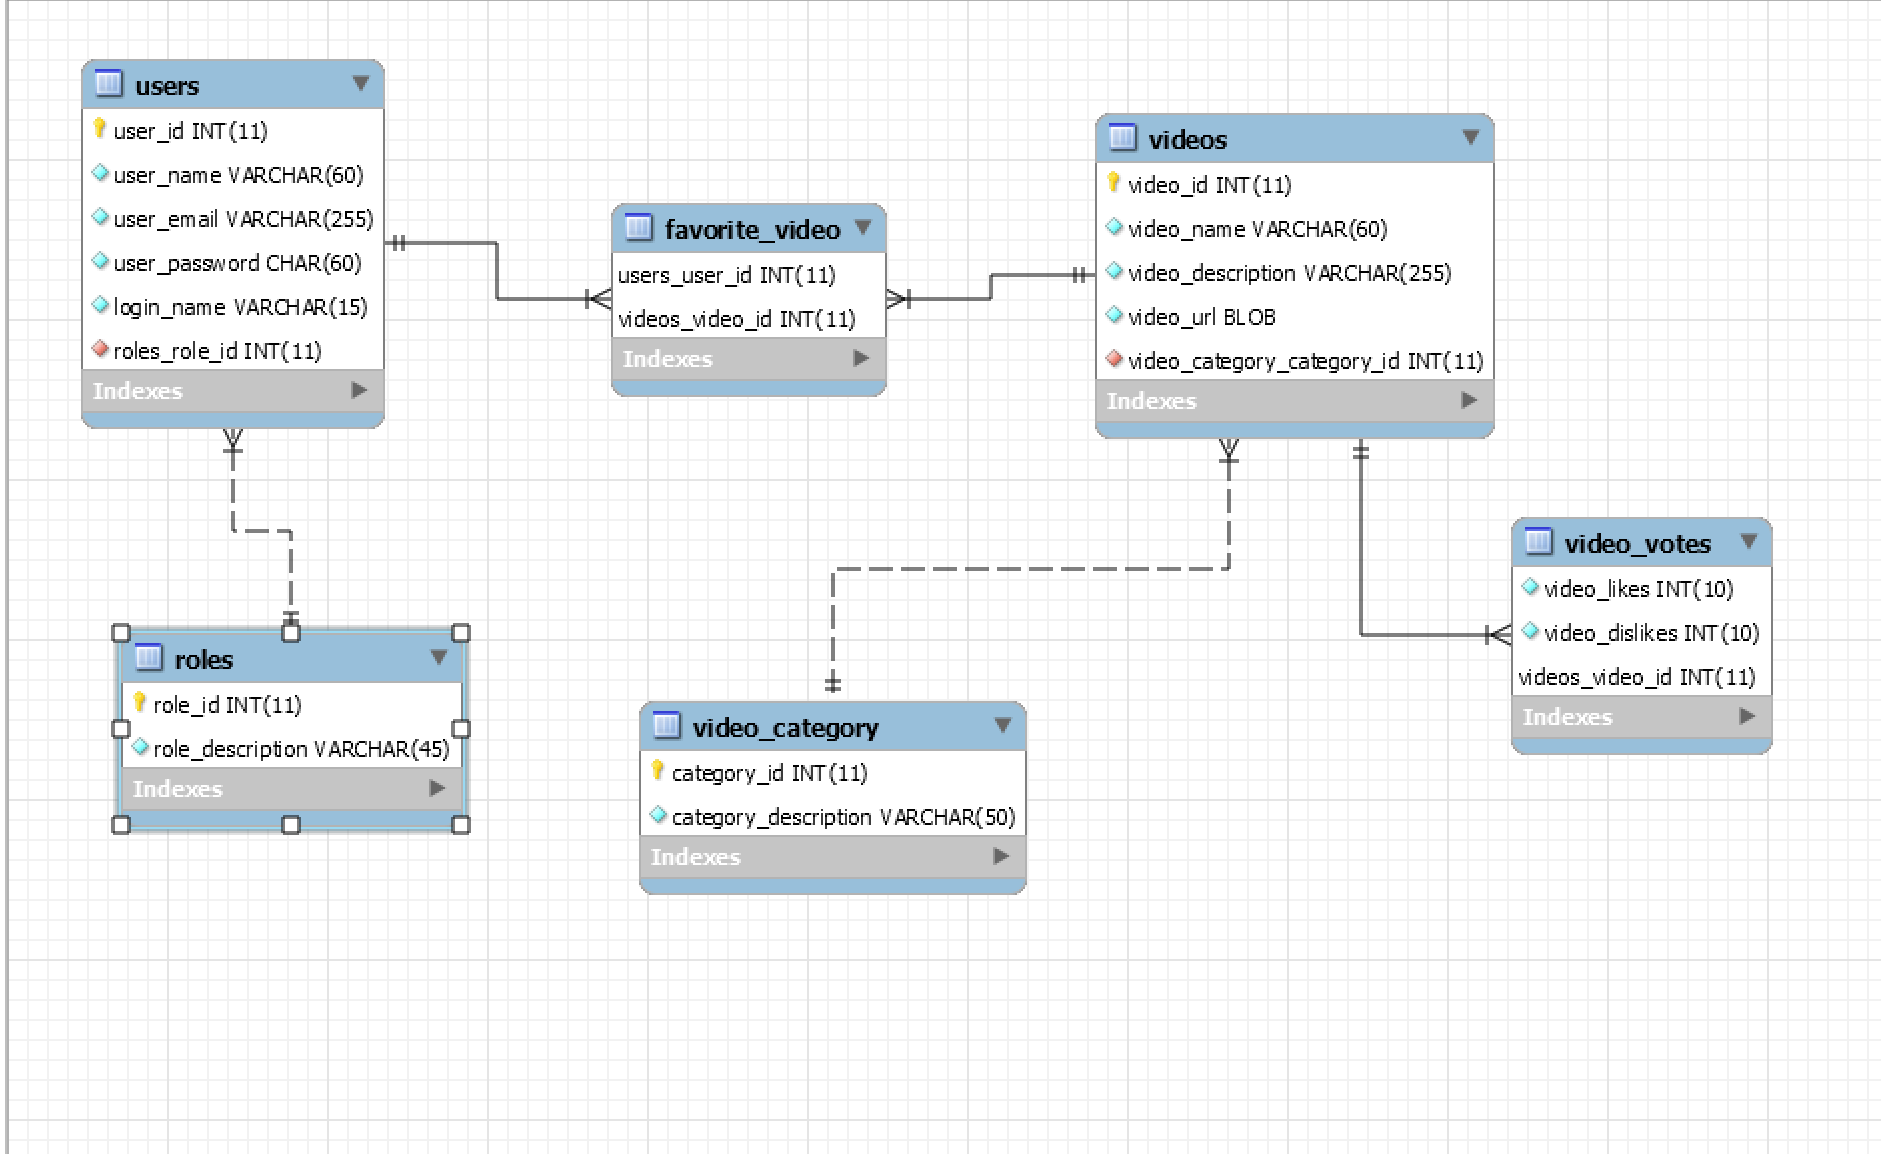 users
user_id INT(11)
user_name VARCHAR(60)
user_email VARCHAR(255)
user_password CHAR(60)
login_name VARCHAR(15)
roles_role_id INT(11)
Indexes
favorite_video
users_user_id INT(11)
videos_video_id INT(11)
Indexes
videos
video_id INT(11)
video_name VARCHAR(60)
video_description VARCHAR(255)
video_url BLOB
video_category_category_id INT(11)
Indexes
roles
role_id INT(11)
role_description VARCHAR(45)
Indexes
video_category
category_id INT(11)
category_description VARCHAR(50)
Indexes
video_votes
video_likes INT(10)
video_dislikes INT(10)
videos_video_id INT(11)
Indexes